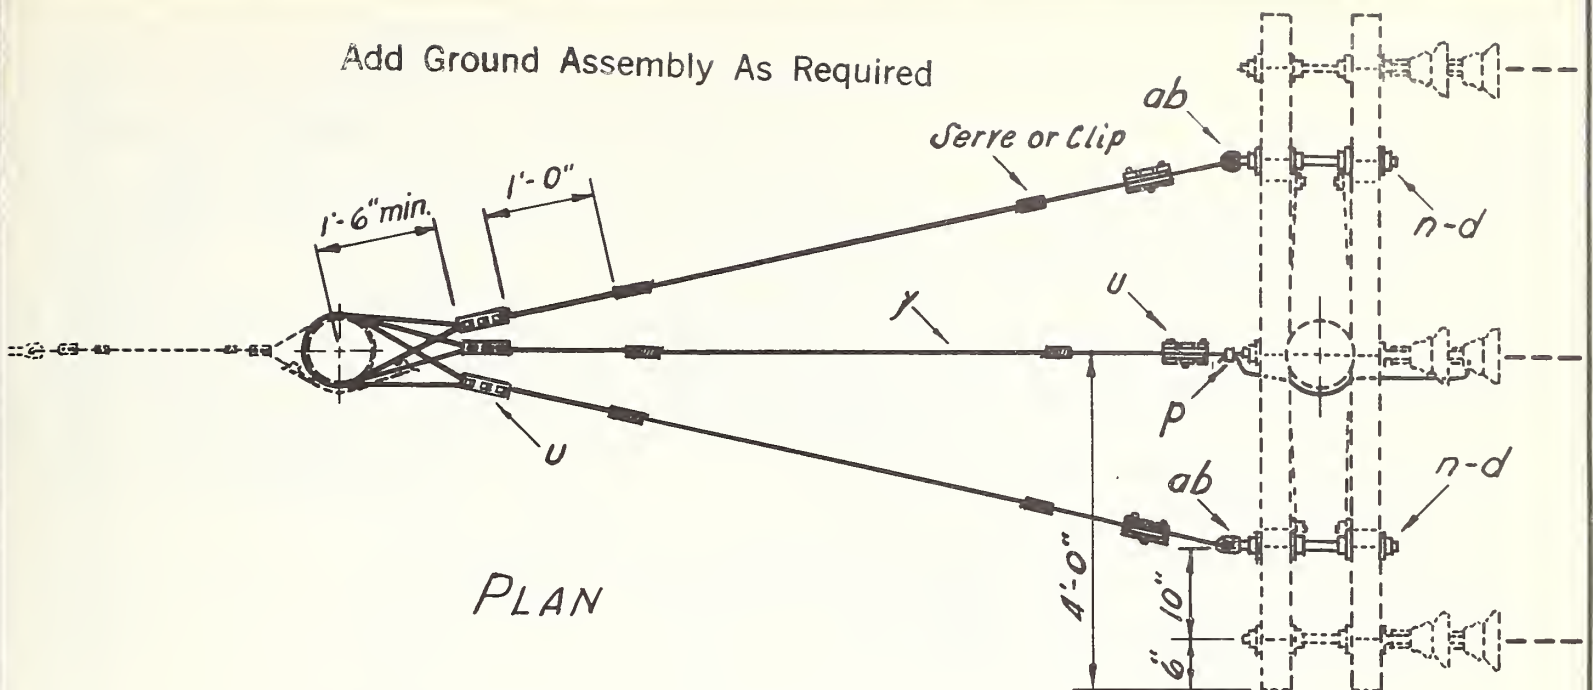 Add Ground Assembly As Required
ab
Serve or Clip
1'-0"
1'-6" min.
n-d
u
y
p
u
n-d
ab
4'-0"
10"
6"
PLAN